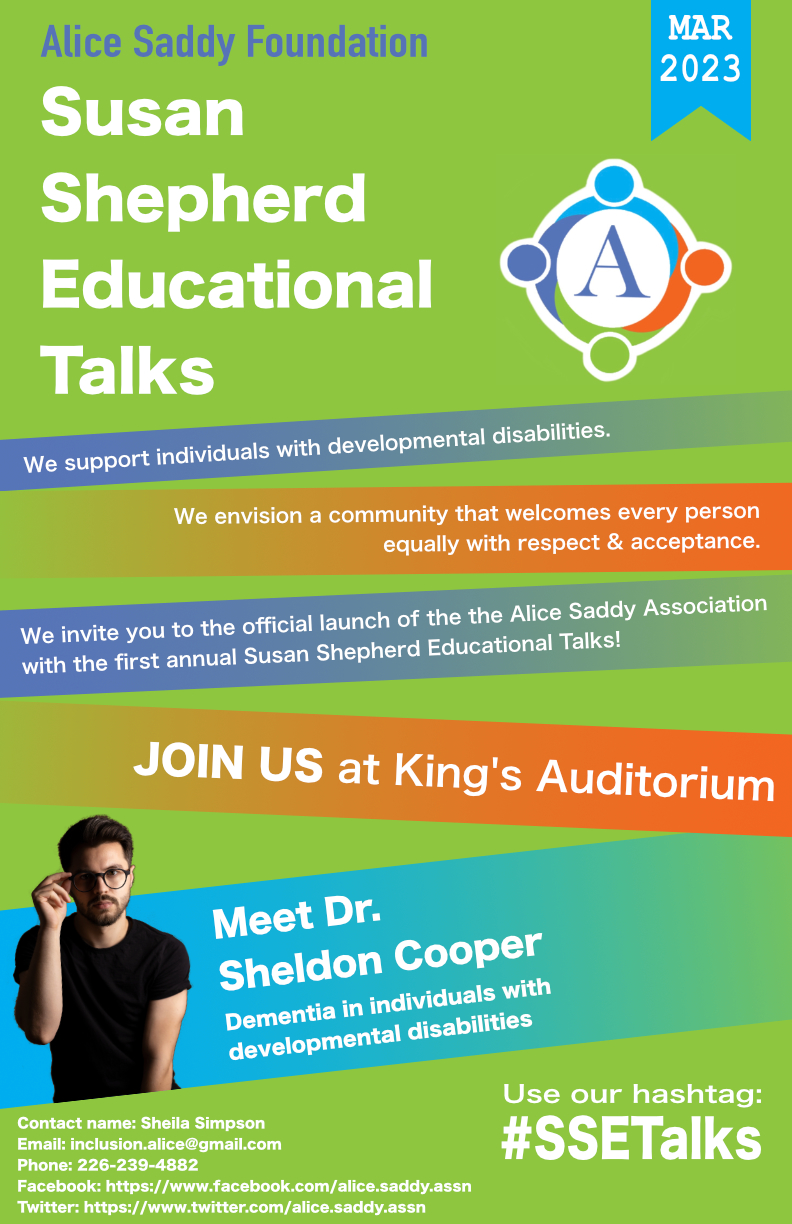 Alice Saddy Foundation
MAR
2023
Susan
Shepherd
Educational
Talks
A
We support individuals with developmental disabilities.
We envision a community that welcomes every person
equally with respect & acceptance.
We invite you to the official launch of the the Alice Saddy Association
with the first annual Susan Shepherd Educational Talks!
JOIN US at King's Auditorium
Meet Dr.
Sheldon Cooper
Dementia in individuals with
developmental disabilities
Use our hashtag:
#SSETalks
Contact name: Sheila Simpson
Email: inclusion.alice@gmail.com
Phone: 226-239-4882
Facebook: https://www.facebook.com/alice.saddy.assn
Twitter: https://www.twitter.com/alice.saddy.assn